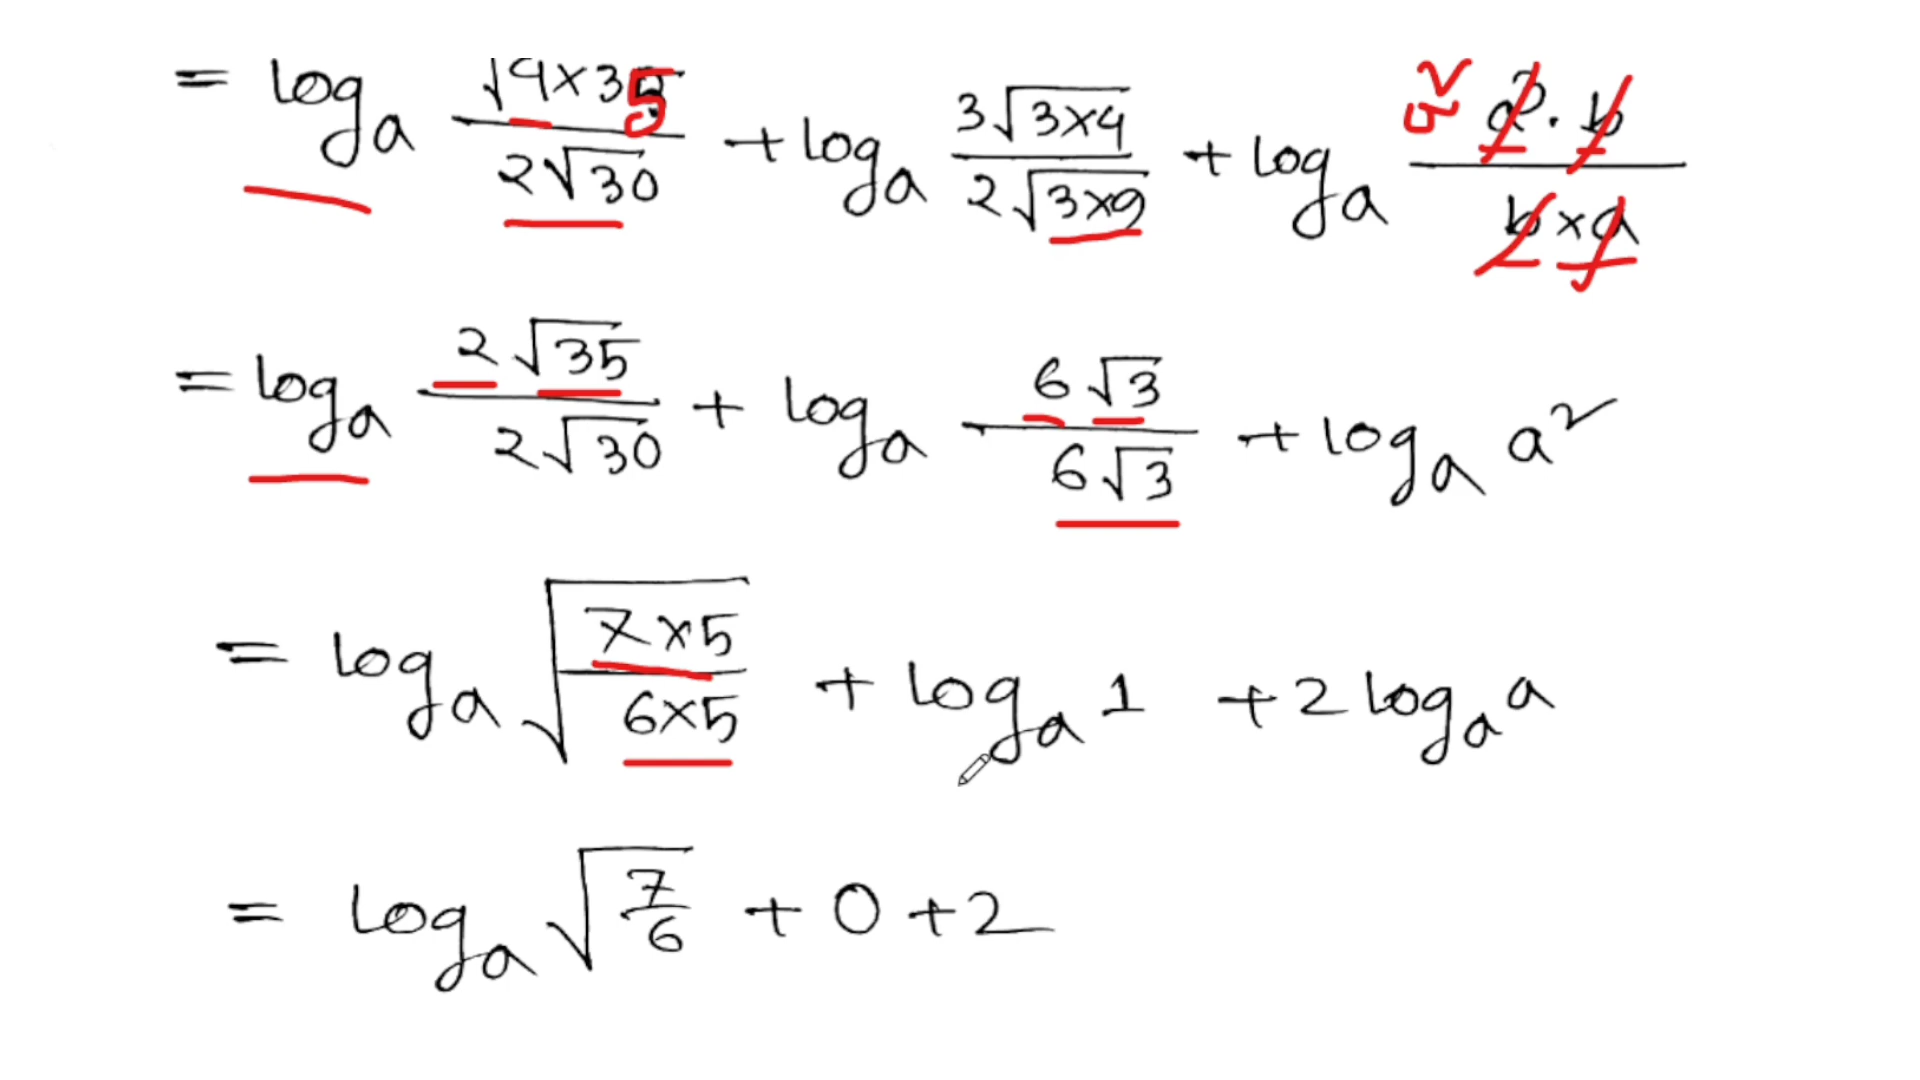 = log_a (√(4×35))/(2√30) + log_a (3√(3×4))/(2√(3×9)) + log_a a² (a³·b)/(b×a)
= log_a (2√35)/(2√30) + log_a (6√3)/(6√3) + log_a a²
= log_a √((7×5)/(6×5)) + log_a 1 + 2 log_a a
= log_a √(7/6) + 0 + 2